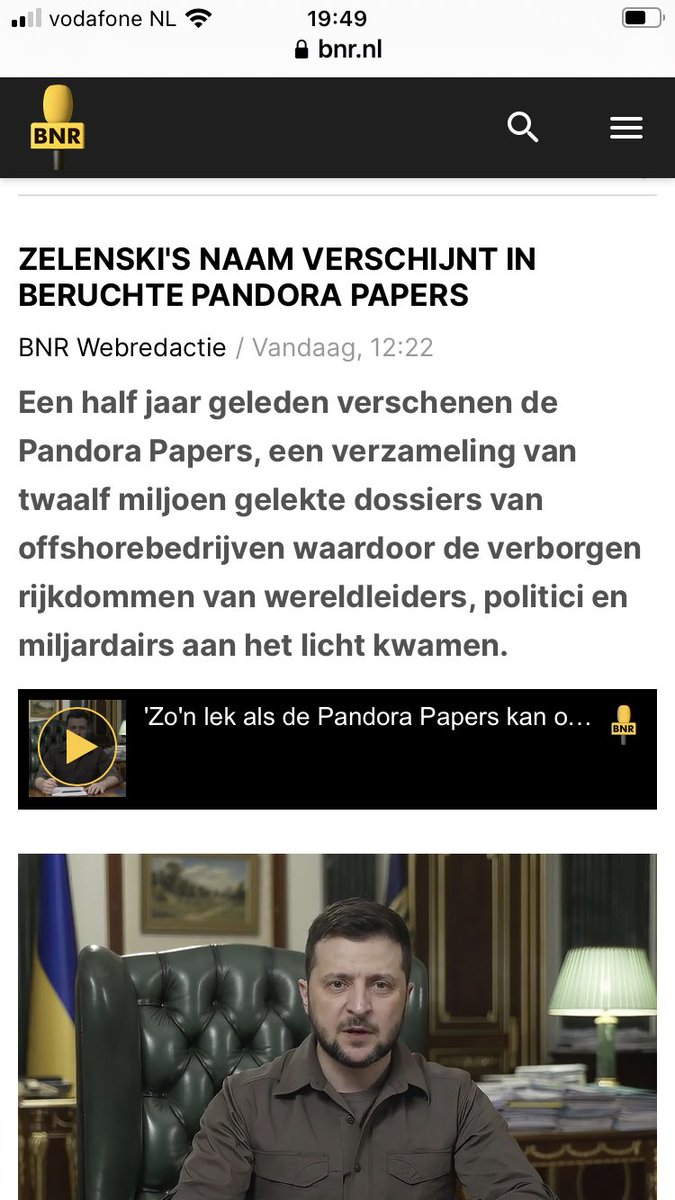 vodafone NL
19:49
bnr.nl
BNR
ZELENSKI'S NAAM VERSCHIJNT IN
BERUCHTE PANDORA PAPERS
BNR Webredactie / Vandaag, 12:22
Een half jaar geleden verschenen de
Pandora Papers, een verzameling van
twaalf miljoen gelekte dossiers van
offshorebedrijven waardoor de verborgen
rijkdommen van wereldleiders, politici en
miljardairs aan het licht kwamen.
'Zo'n lek als de Pandora Papers kan o...
BNR